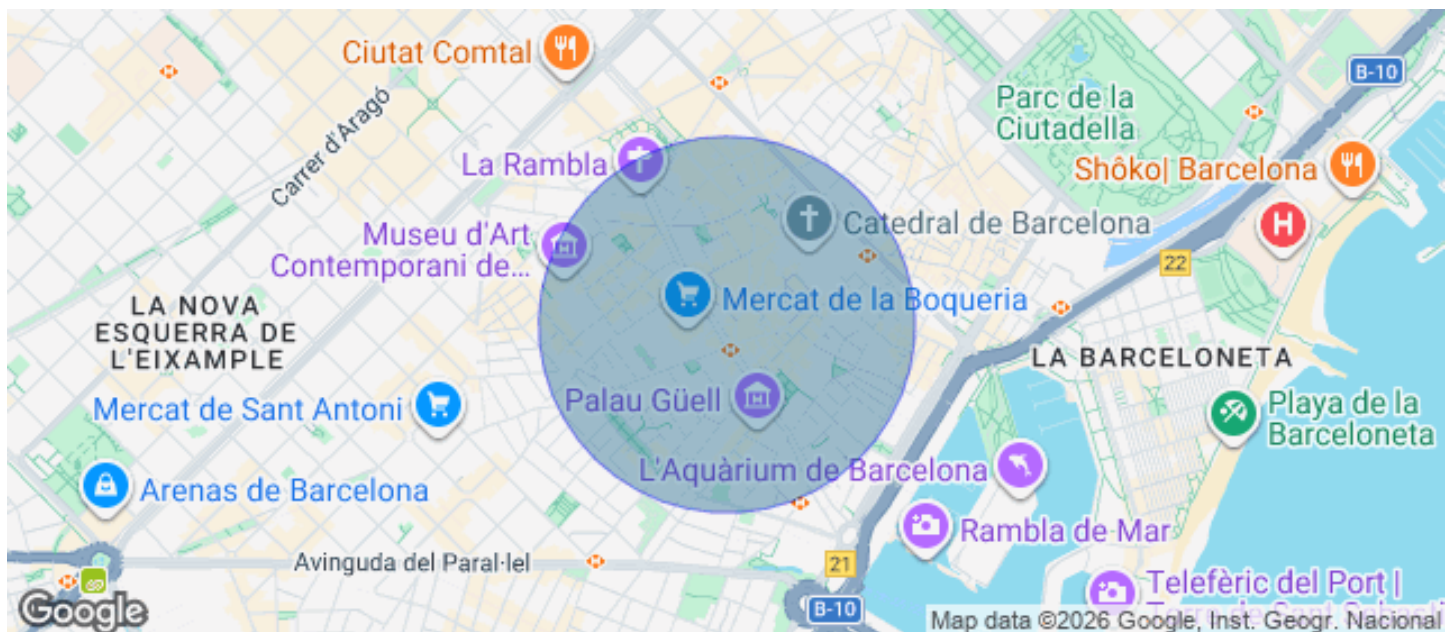 Ciutat Comtal
B-10
Carrer d'Aragó
Parc de la
Ciutadella
La Rambla
Shôko| Barcelona
Museu d'Art
Contemporani de...
Catedral de Barcelona
H
22
LA NOVA
ESQUERRA DE
L'EIXAMPLE
Mercat de la Boqueria
LA BARCELONETA
Mercat de Sant Antoni
Palau Güell
Playa de la
Barceloneta
Arenas de Barcelona
L'Aquàrium de Barcelona
Rambla de Mar
Avinguda del Paral·lel
21
Telefèric del Port |
B-10
Google
Map data ©2026 Google, Inst. Geogr. Nacional